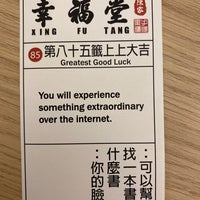 幸福堂
XING FU TANG
85 第八十五籤上上大吉
Greatest Good Luck
You will experience
something extraordinary
over the internet.
：可以幫
找一本書
什麼書
：你的臉